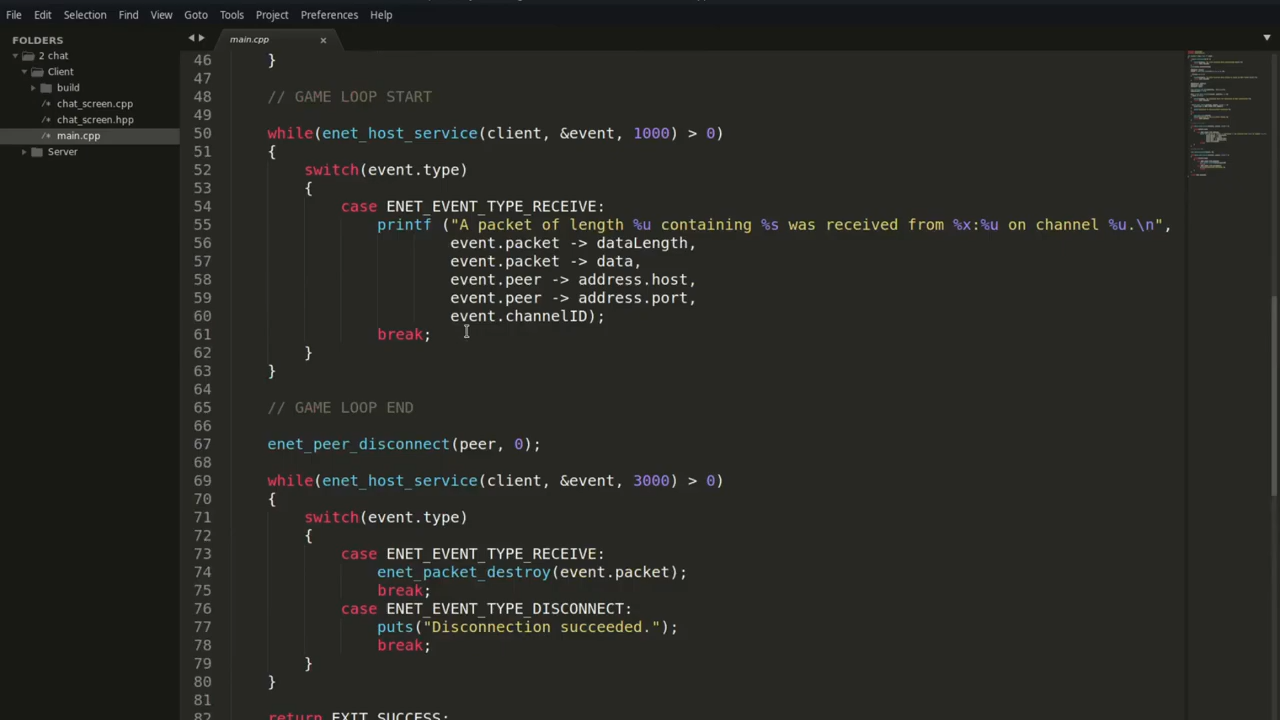 File Edit Selection Find View Goto Tools Project Preferences Help
FOLDERS
2 chat
Client
build
chat_screen.cpp
chat_screen.hpp
main.cpp
Server
main.cpp
46 }
47
48 // GAME LOOP START
49
50 while(enet_host_service(client, &event, 1000) > 0)
51 {
52 switch(event.type)
53 {
54 case ENET_EVENT_TYPE_RECEIVE:
55 printf ("A packet of length %u containing %s was received from %x:%u on channel %u.\n",
56 event.packet -> dataLength,
57 event.packet -> data,
58 event.peer -> address.host,
59 event.peer -> address.port,
60 event.channelID);
61 break;
62 }
63 }
64
65 // GAME LOOP END
66
67 enet_peer_disconnect(peer, 0);
68
69 while(enet_host_service(client, &event, 3000) > 0)
70 {
71 switch(event.type)
72 {
73 case ENET_EVENT_TYPE_RECEIVE:
74 enet_packet_destroy(event.packet);
75 break;
76 case ENET_EVENT_TYPE_DISCONNECT:
77 puts("Disconnection succeeded.");
78 break;
79 }
80 }
81
82 return EXIT_SUCCESS;